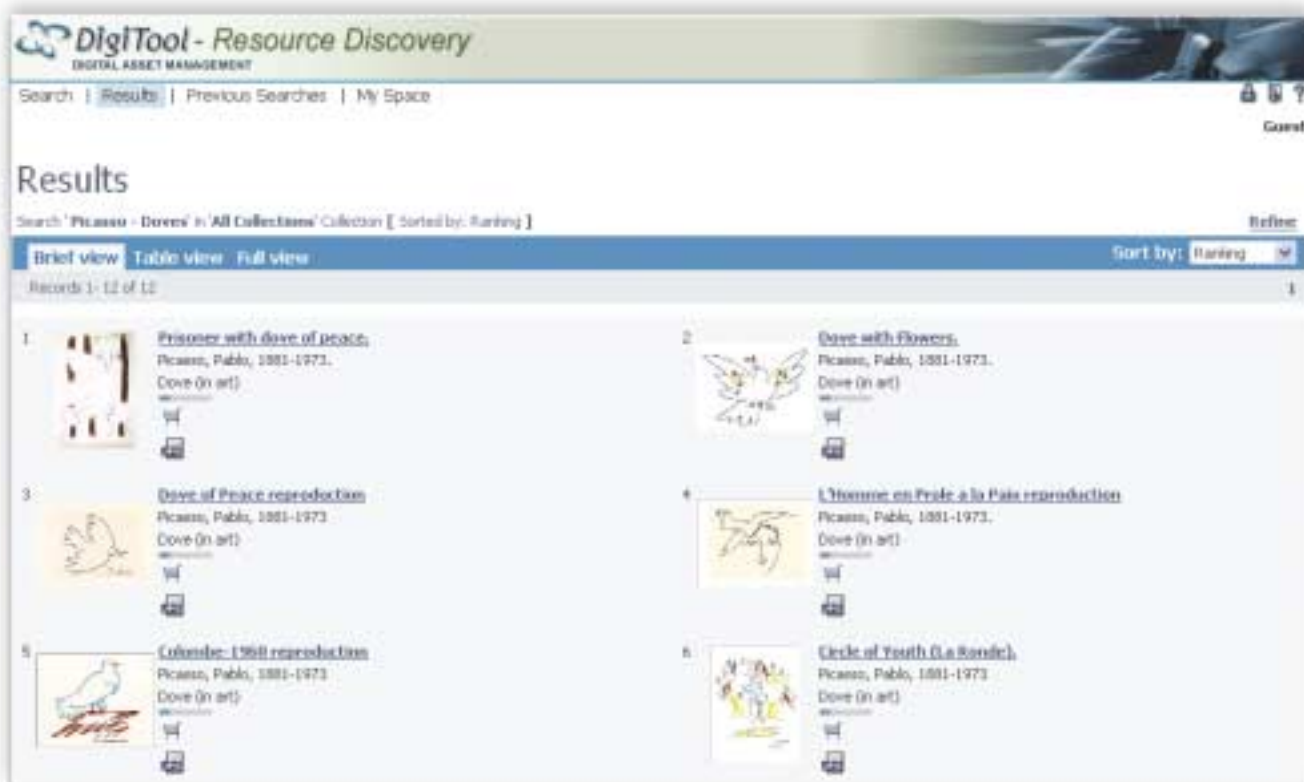 DigiTool - Resource Discovery
DIGITAL ASSET MANAGEMENT
Search | Results | Previous Searches | My Space
?
Guest
Results
Search 'Picasso - Doves' in 'All Collections' Collection [ Sorted by: Ranking ]
Refine
Brief view Table view Full view
Sort by: Ranking
Records 1- 12 of 12
1
1
Prisoner with dove of peace.
Picasso, Pablo, 1881-1973.
Dove (in art)
2
Dove with Flowers.
Picasso, Pablo, 1881-1973.
Dove (in art)
3
Dove of Peace reproduction
Picasso, Pablo, 1881-1973
Dove (in art)
4
L'Homme en Prole a la Paix reproduction
Picasso, Pablo, 1881-1973.
Dove (in art)
5
Colombe- 1960 reproduction
Picasso, Pablo, 1881-1973
Dove (in art)
6
Circle of Youth (La Ronde).
Picasso, Pablo, 1881-1973
Dove (in art)